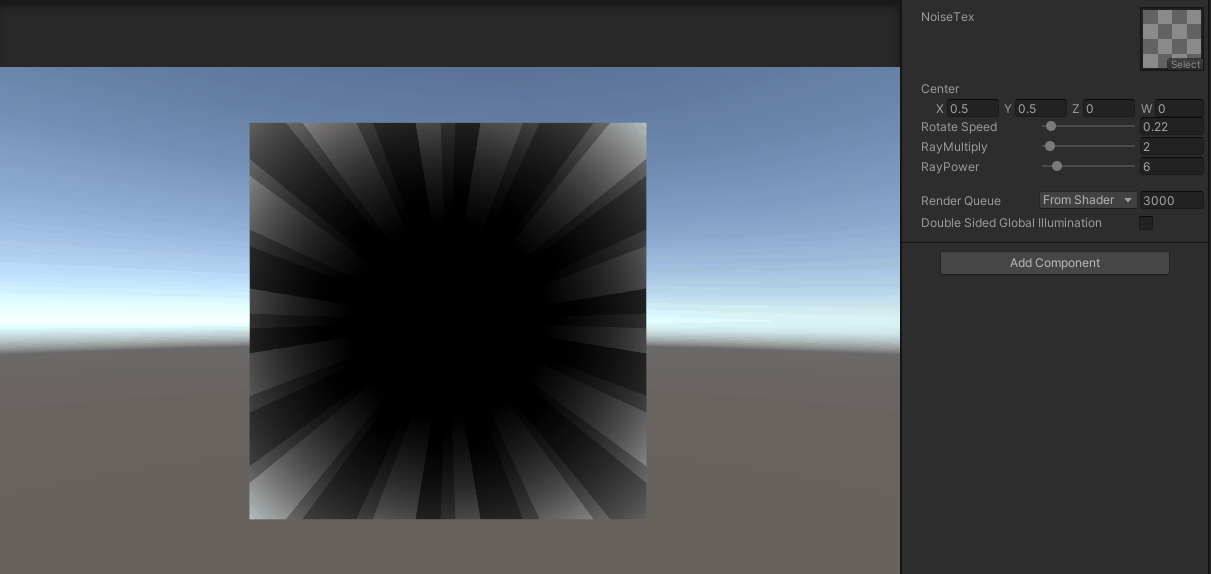 NoiseTex
Select
Center
X 0.5 Y 0.5 Z 0 W 0
Rotate Speed 0.22
RayMultiply 2
RayPower 6
Render Queue From Shader 3000
Double Sided Global Illumination
Add Component